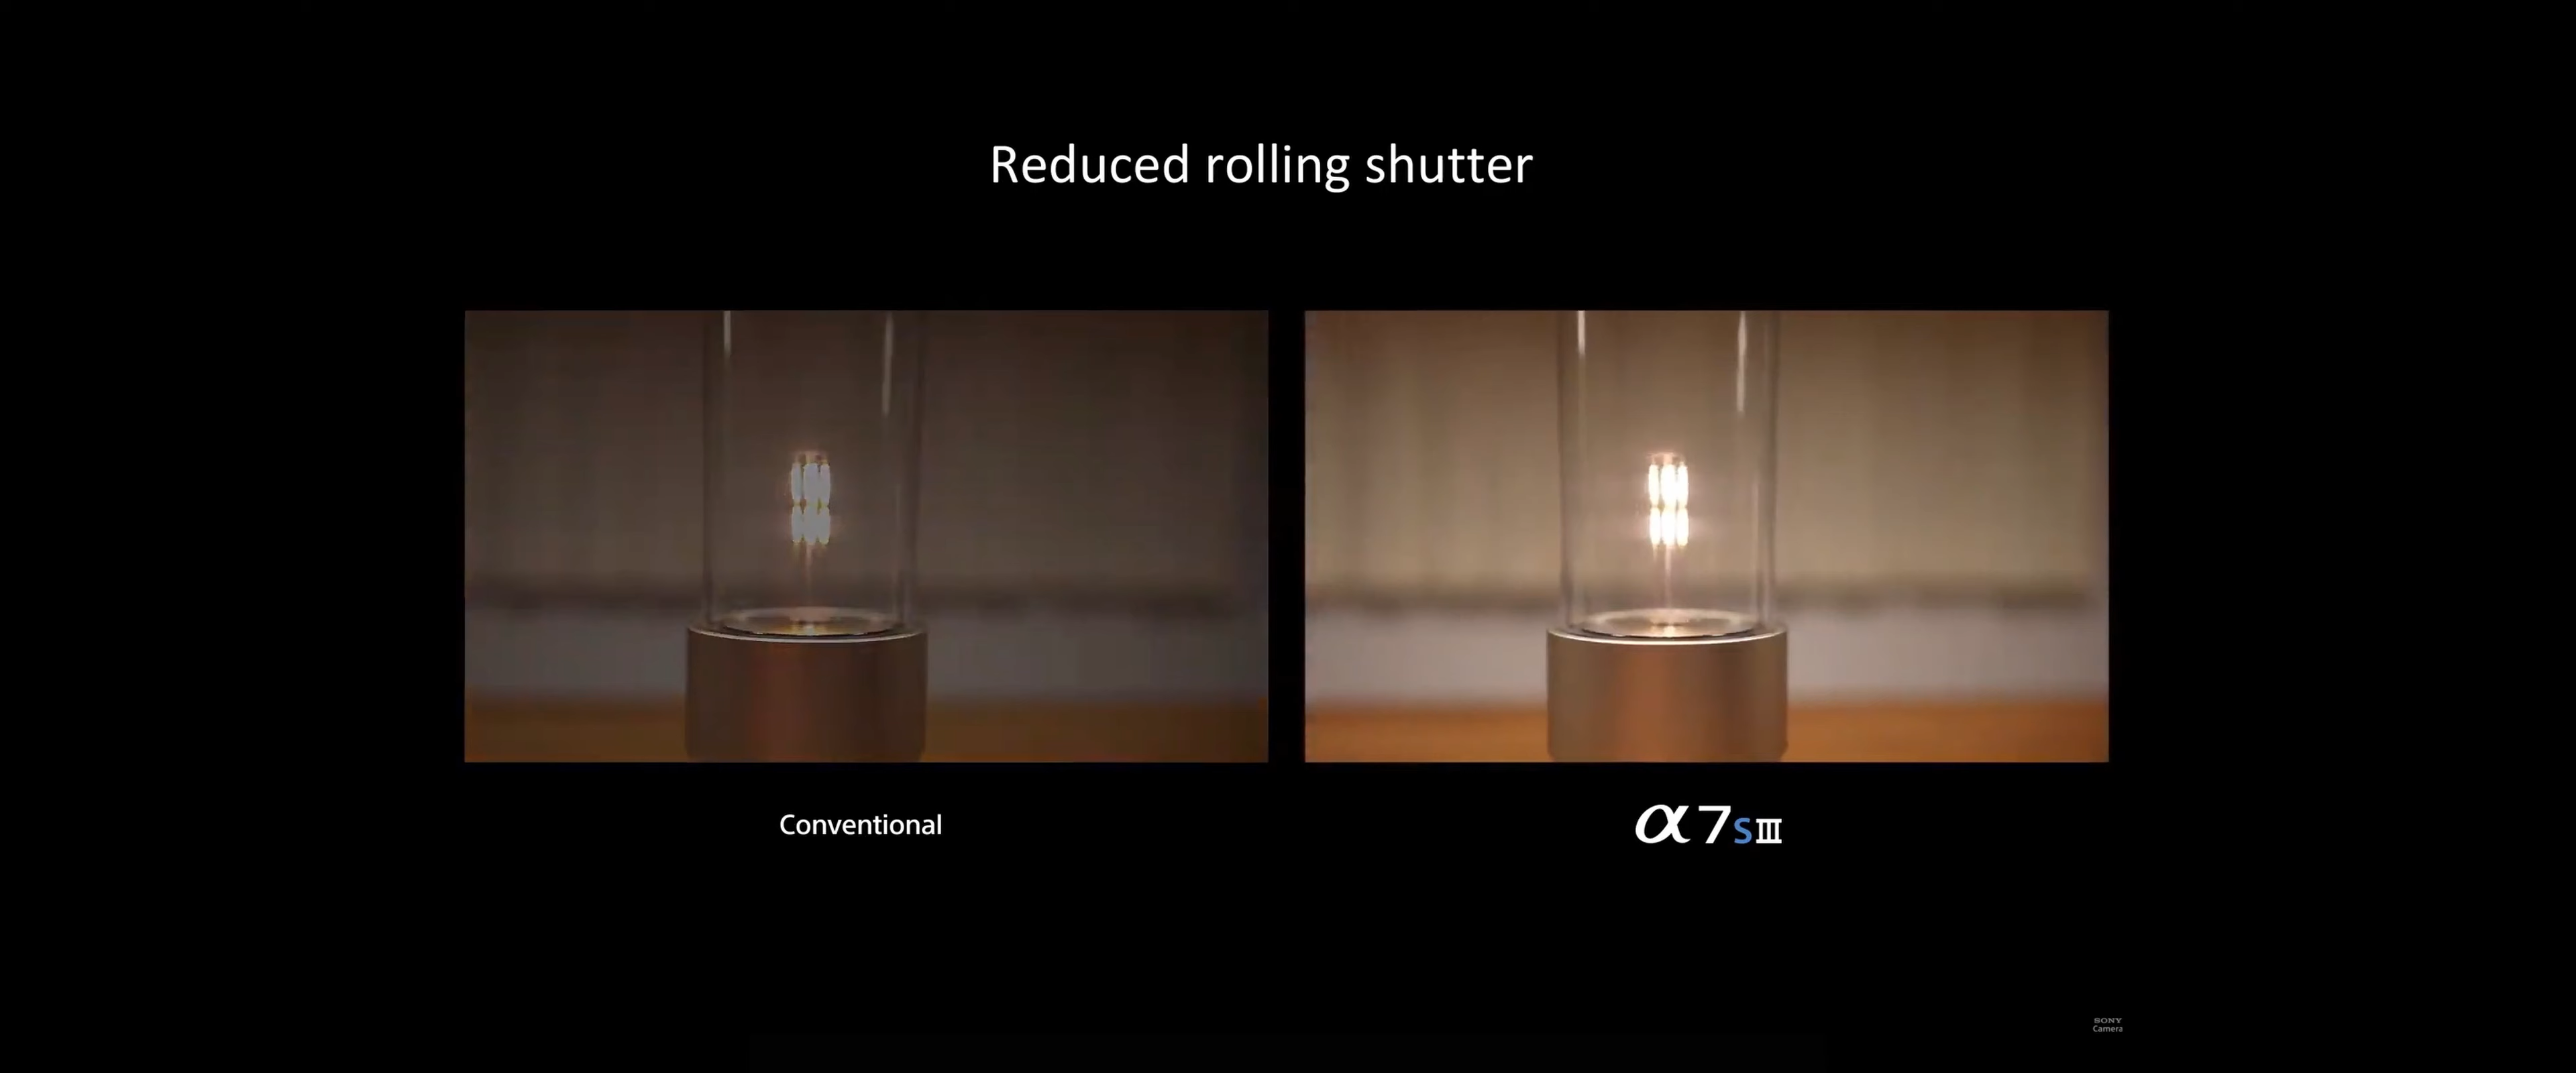 Reduced rolling shutter
Conventional
α7SIII
SONY
Camera